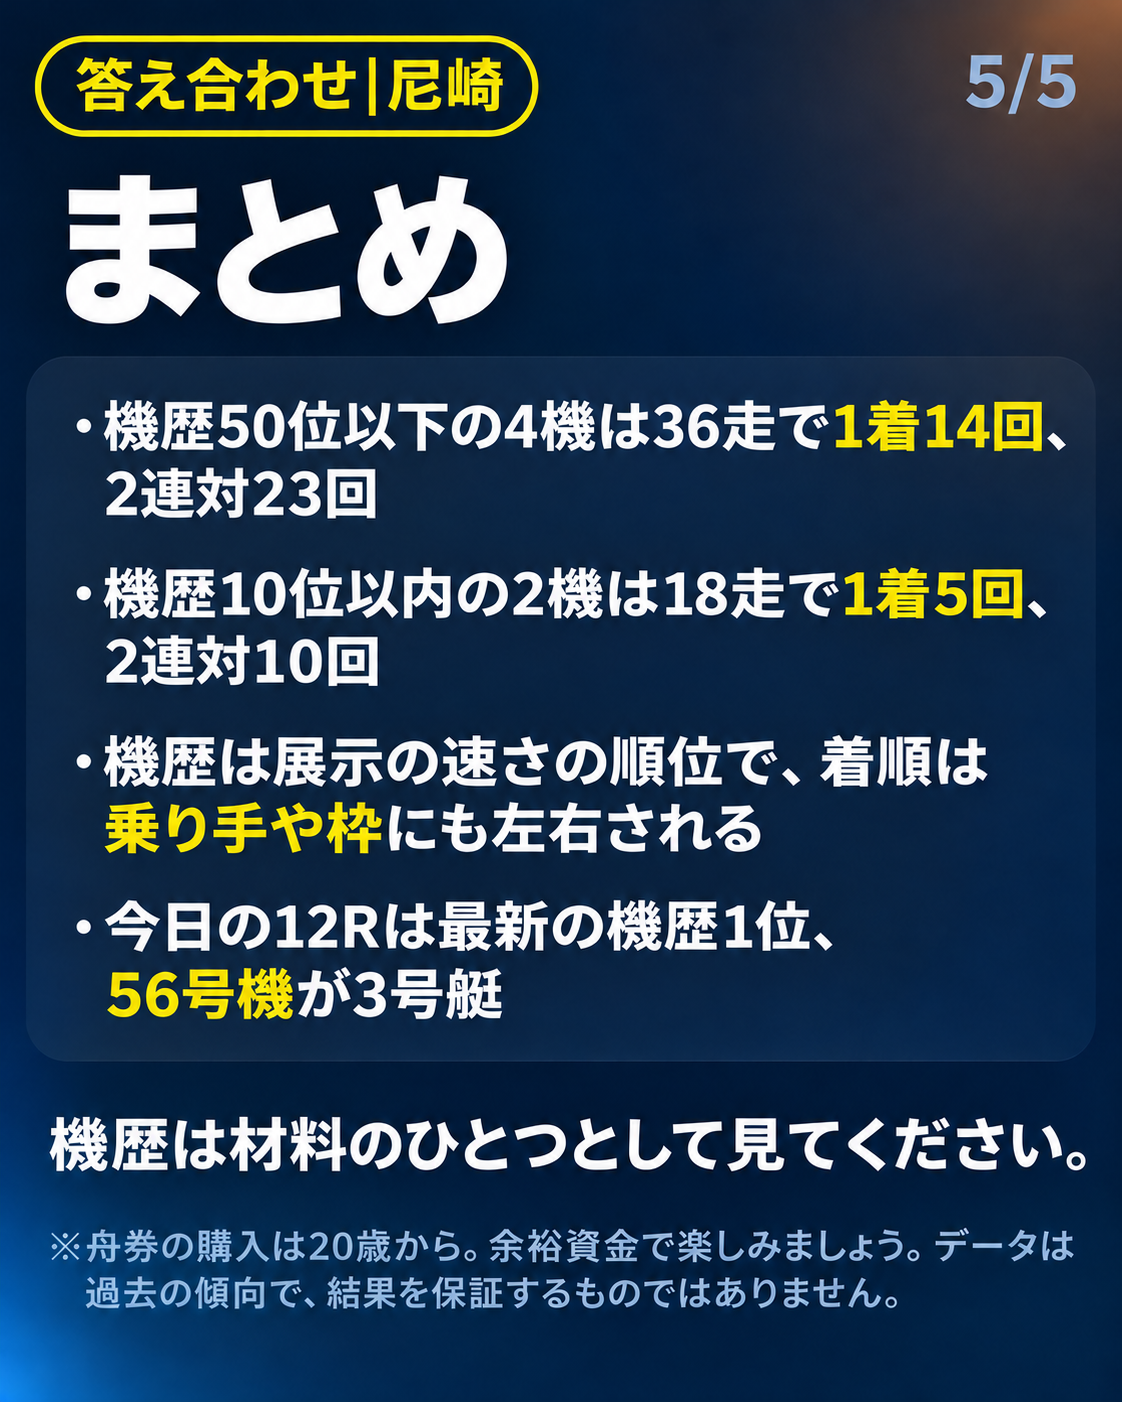 答え合わせ|尼崎
5/5
まとめ
・機歴50位以下の4機は36走で1着14回、
2連対23回
・機歴10位以内の2機は18走で1着5回、
2連対10回
・機歴は展示の速さの順位で、着順は
乗り手や枠にも左右される
・今日の12Rは最新の機歴1位、
56号機が3号艇
機歴は材料のひとつとして見てください。
※舟券の購入は20歳から。余裕資金で楽しみましょう。データは
過去の傾向で、結果を保証するものではありません。